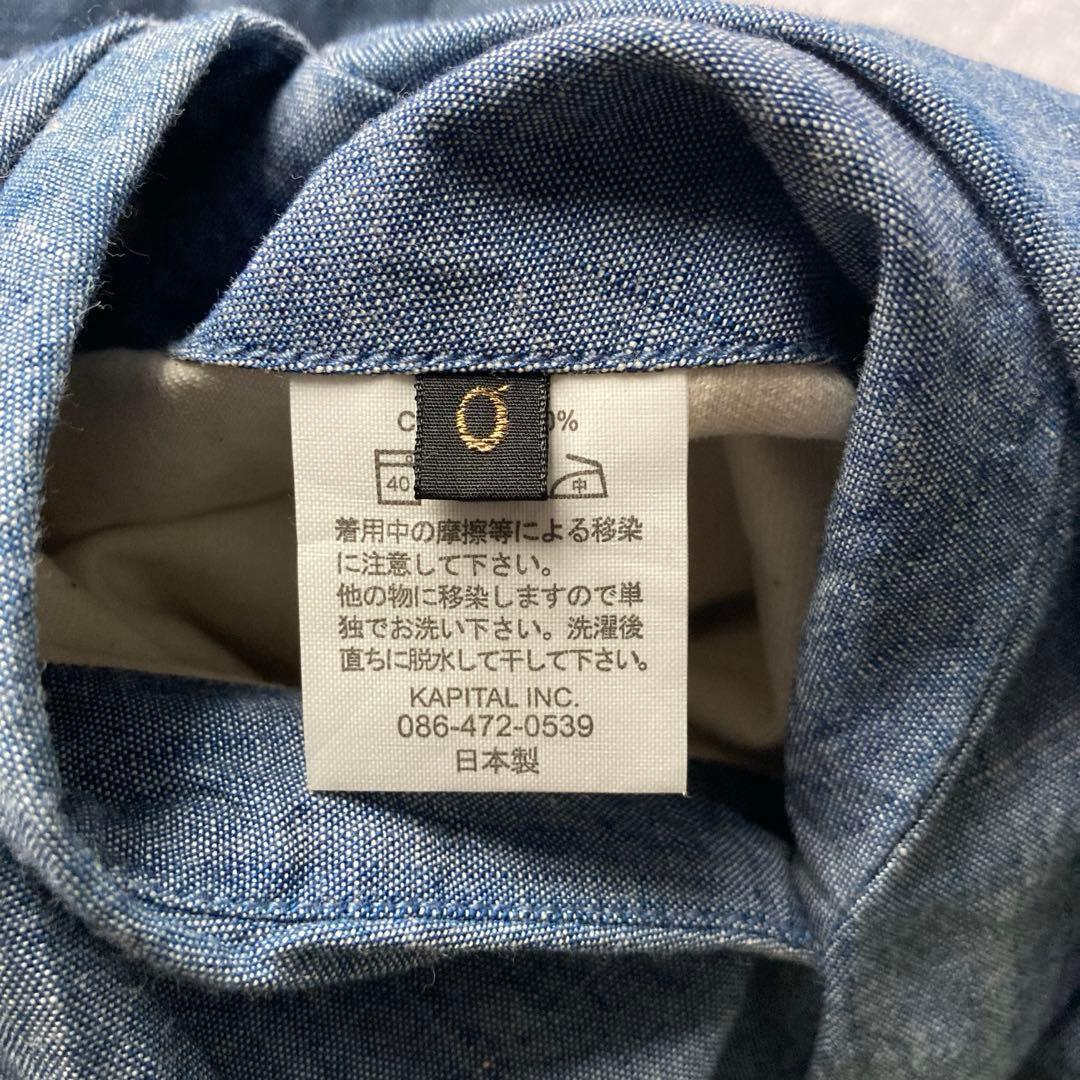 0
40
中
着用中の摩擦等による移染
に注意して下さい。
他の物に移染しますので単
独でお洗い下さい。洗濯後
直ちに脱水して干して下さい。
KAPITAL INC.
086-472-0539
日本製